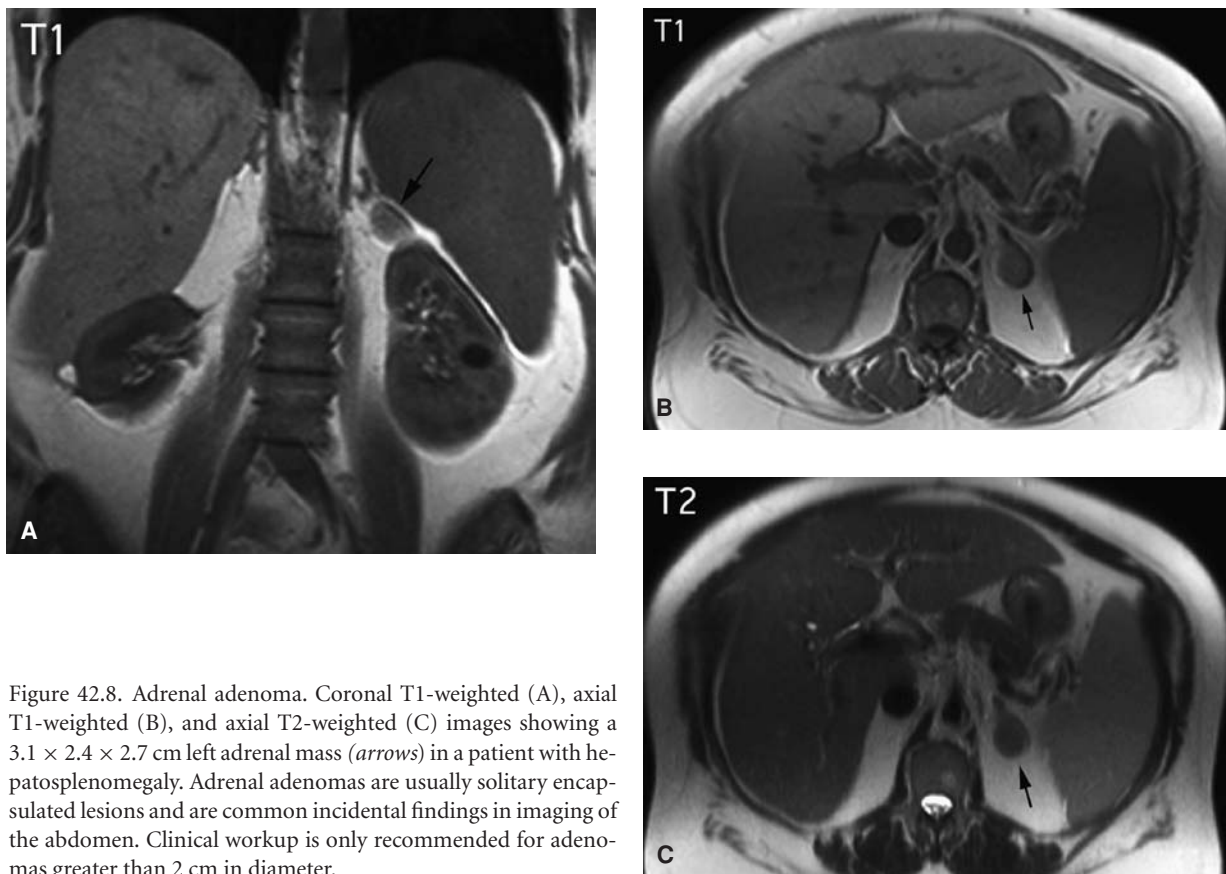 T1
A
T1
B
T2
C
Figure 42.8. Adrenal adenoma. Coronal T1-weighted (A), axial
T1-weighted (B), and axial T2-weighted (C) images showing a
3.1 × 2.4 × 2.7 cm left adrenal mass (arrows) in a patient with he-
patosplenomegaly. Adrenal adenomas are usually solitary encap-
sulated lesions and are common incidental findings in imaging of
the abdomen. Clinical workup is only recommended for adeno-
mas greater than 2 cm in diameter.